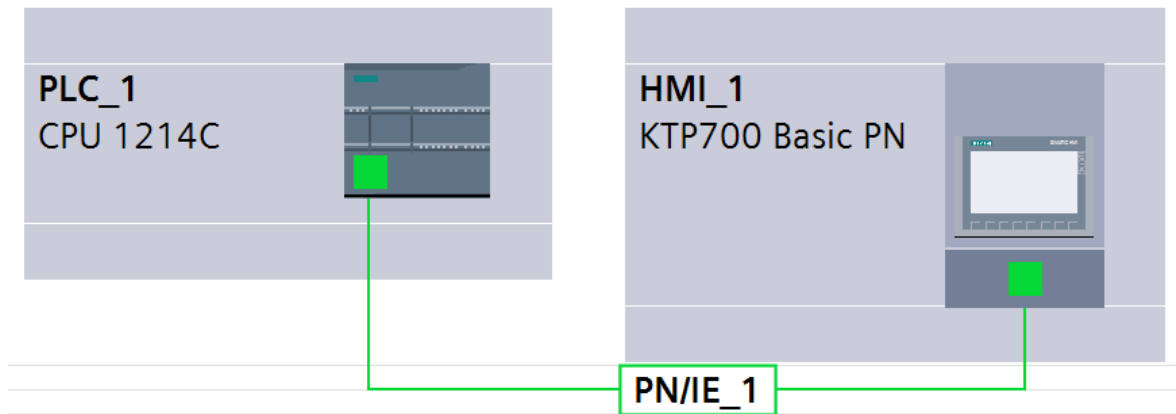 PLC_1
CPU 1214C
HMI_1
KTP700 Basic PN
PN/IE_1